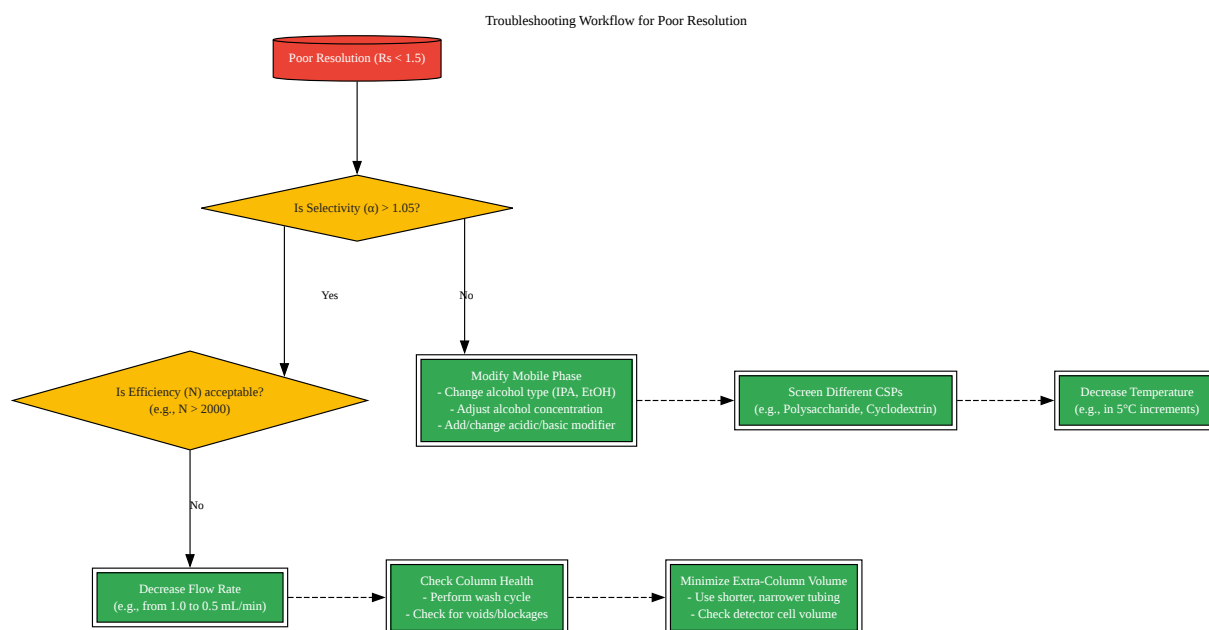 Troubleshooting Workflow for Poor Resolution
Poor Resolution (Rs < 1.5)
Is Selectivity (α) > 1.05?
Yes
No
Is Efficiency (N) acceptable?
(e.g., N > 2000)
Modify Mobile Phase
- Change alcohol type (IPA, EtOH)
- Adjust alcohol concentration
- Add/change acidic/basic modifier
Screen Different CSPs
(e.g., Polysaccharide, Cyclodextrin)
Decrease Temperature
(e.g., in 5°C increments)
No
Decrease Flow Rate
(e.g., from 1.0 to 0.5 mL/min)
Check Column Health
- Perform wash cycle
- Check for voids/blockages
Minimize Extra-Column Volume
- Use shorter, narrower tubing
- Check detector cell volume